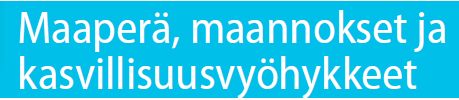 Maaperä, maannokset ja
kasvillisuusvyöhykkeet